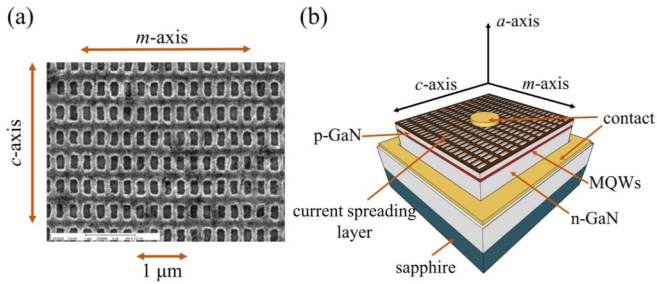 (a)
m-axis
c-axis
1 μm
(b)
a-axis
c-axis
m-axis
p-GaN
contact
MQWs
n-GaN
current spreading
layer
sapphire